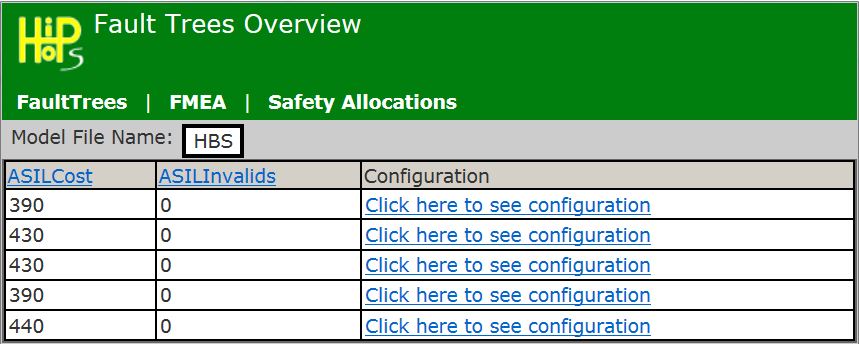 HiP HOPS
Fault Trees Overview
FaultTrees | FMEA | Safety Allocations
Model File Name: HBS
ASILCost ASILInvalids Configuration
390 0 Click here to see configuration
430 0 Click here to see configuration
430 0 Click here to see configuration
390 0 Click here to see configuration
440 0 Click here to see configuration